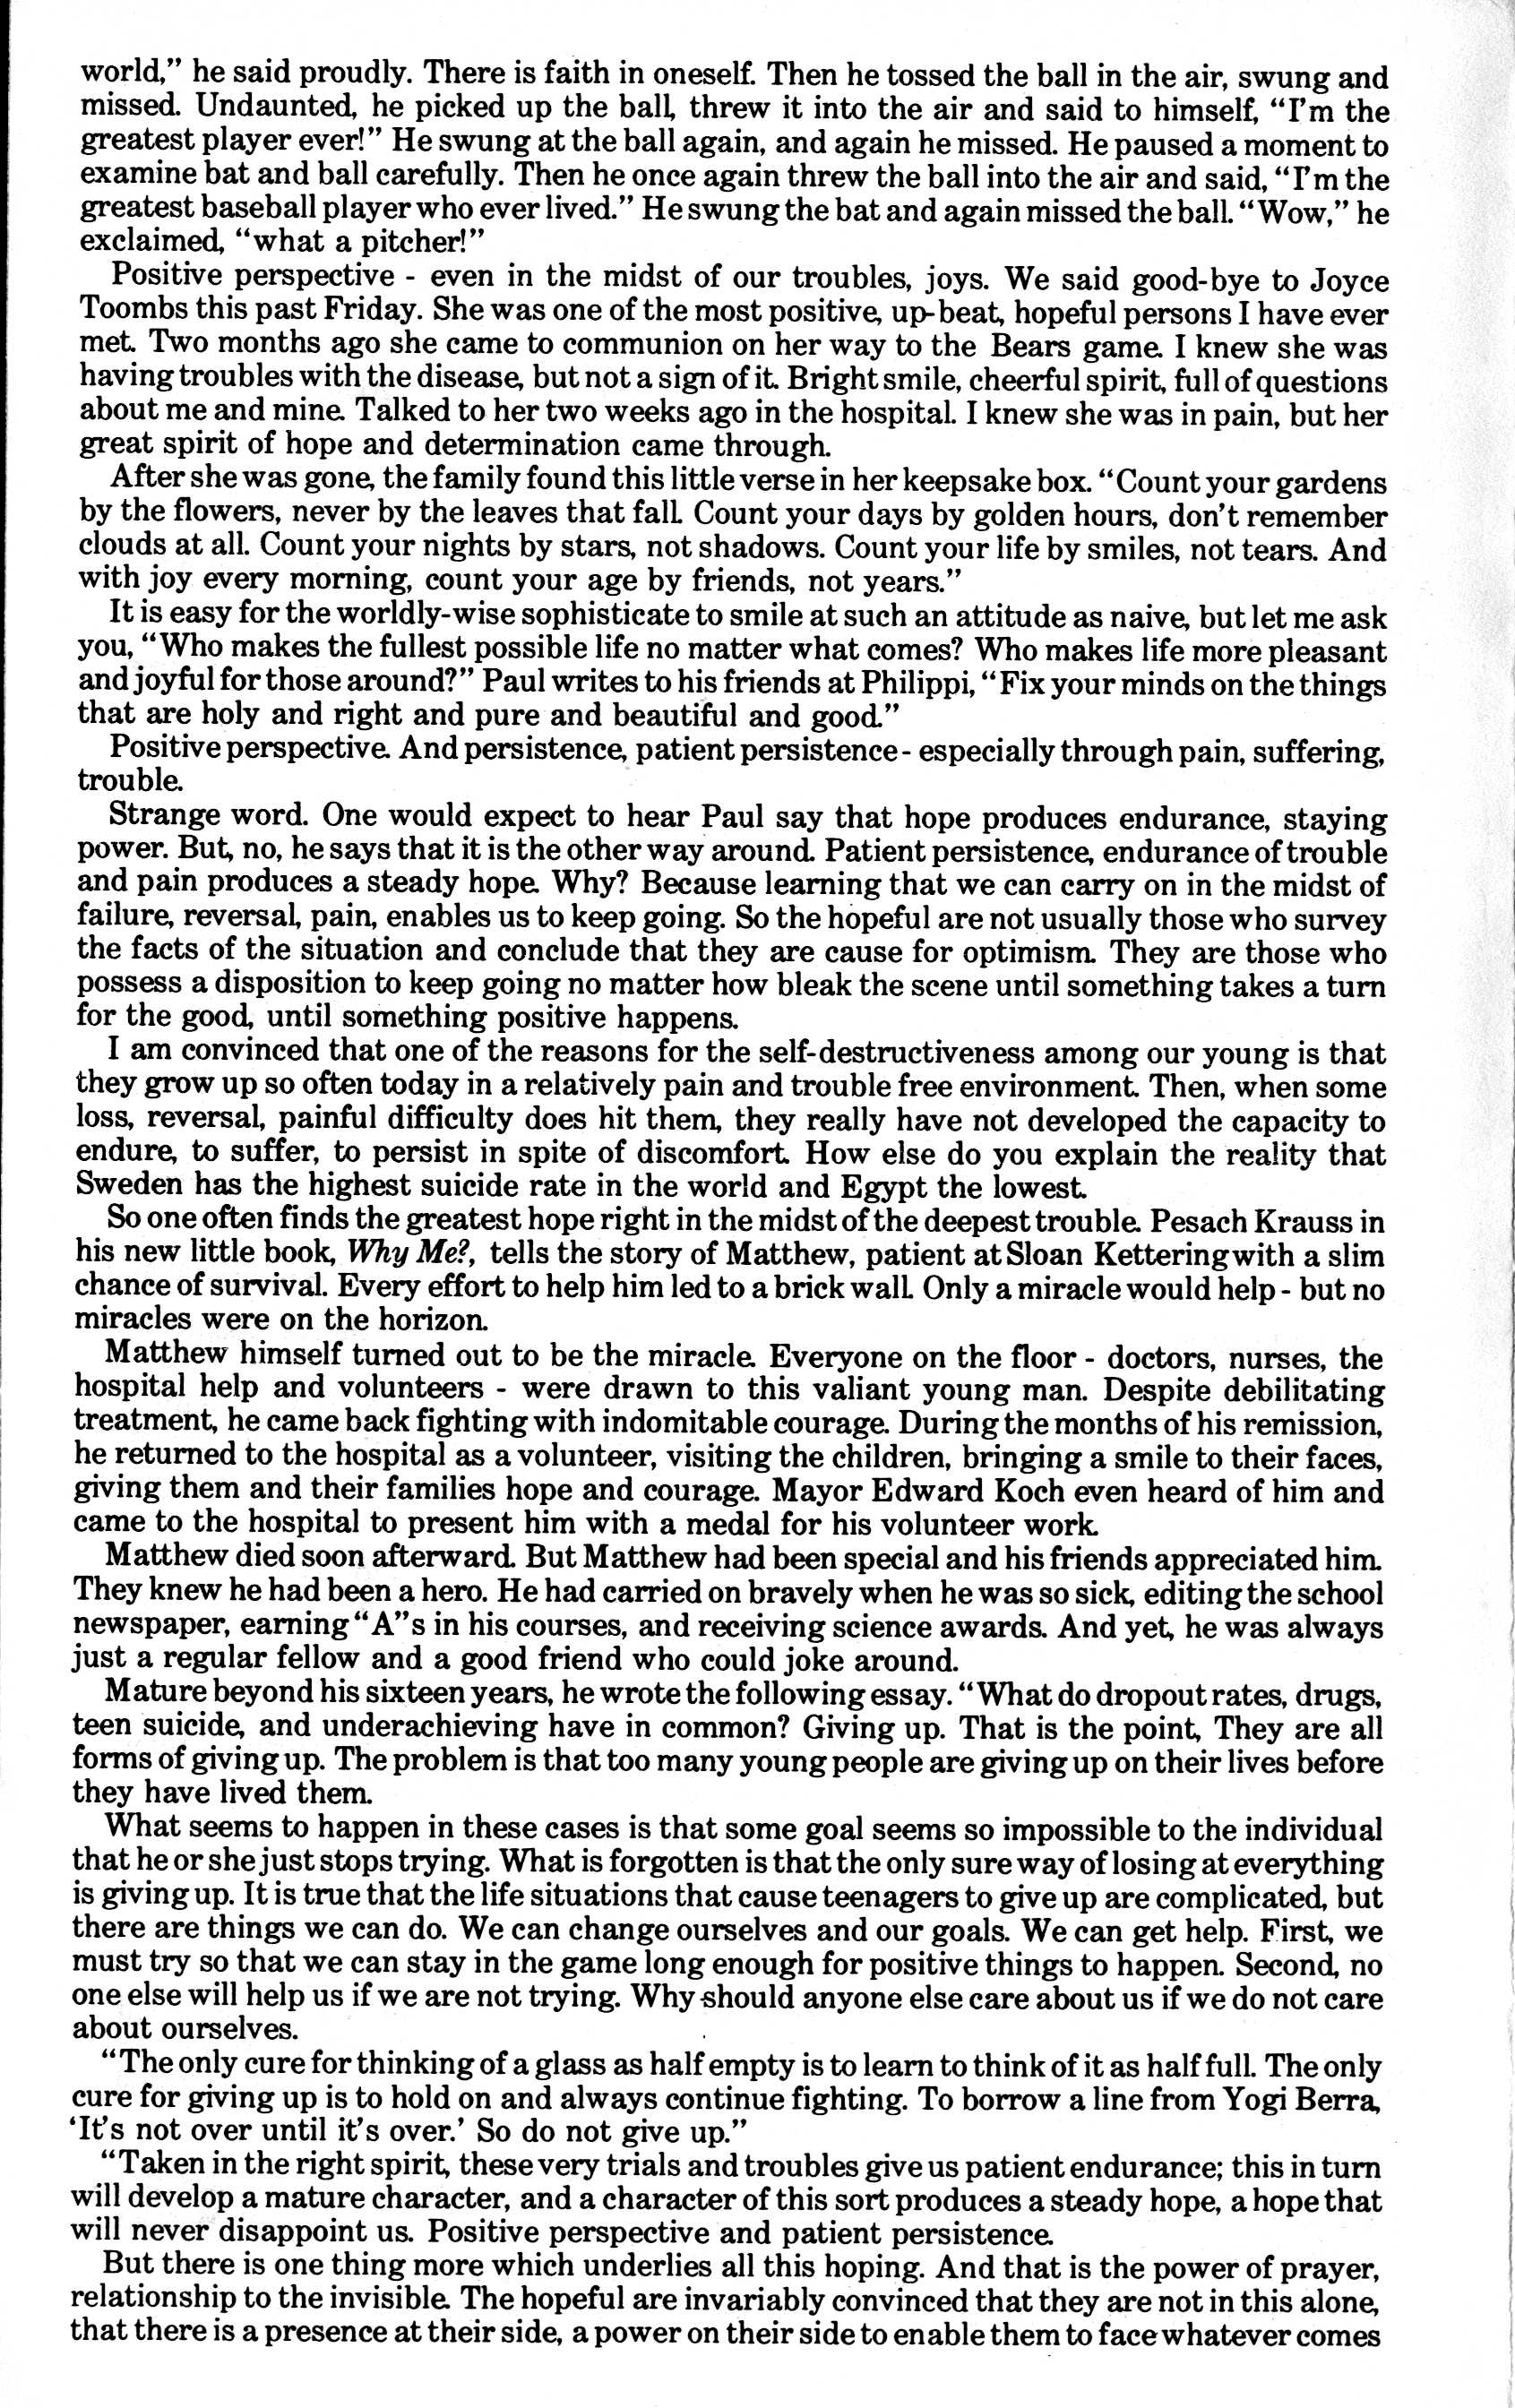 world,” he said proudly. There is faith in oneself. Then he tossed the ball in the air, swung and
missed. Undaunted, he picked up the ball, threw it into the air and said to himself, “I’m the
greatest player ever!” He swung at the ball again, and again he missed. He paused a moment to
examine bat and ball carefully. Then he once again threw the ball into the air and said, “I’m the
greatest baseball player who ever lived.” He swung the bat and again missed the ball. “Wow,” he
exclaimed, “what a pitcher!”
Positive perspective - even in the midst of our troubles, joys. We said good-bye to Joyce
Toombs this past Friday. She was one of the most positive, up-beat, hopeful persons I have ever
met. Two months ago she came to communion on her way to the Bears game. I knew she was
having troubles with the disease, but not a sign of it. Bright smile, cheerful spirit, full of questions
about me and mine. Talked to her two weeks ago in the hospital. I knew she was in pain, but her
great spirit of hope and determination came through.
After she was gone, the family found this little verse in her keepsake box. “Count your gardens
by the flowers, never by the leaves that fall. Count your days by golden hours, don’t remember
clouds at all. Count your nights by stars, not shadows. Count your life by smiles, not tears. And
with joy every morning, count your age by friends, not years.”
It is easy for the worldly-wise sophisticate to smile at such an attitude as naive, but let me ask
you, “Who makes the fullest possible life no matter what comes? Who makes life more pleasant
and joyful for those around?” Paul writes to his friends at Philippi, “Fix your minds on the things
that are holy and right and pure and beautiful and good.”
Positive perspective. And persistence, patient persistence - especially through pain, suffering,
trouble.
Strange word. One would expect to hear Paul say that hope produces endurance, staying
power. But, no, he says that it is the other way around. Patient persistence, endurance of trouble
and pain produces a steady hope. Why? Because learning that we can carry on in the midst of
failure, reversal, pain, enables us to keep going. So the hopeful are not usually those who survey
the facts of the situation and conclude that they are cause for optimism. They are those who
possess a disposition to keep going no matter how bleak the scene until something takes a turn
for the good, until something positive happens.
I am convinced that one of the reasons for the self-destructiveness among our young is that
they grow up so often today in a relatively pain and trouble free environment. Then, when some
loss, reversal, painful difficulty does hit them, they really have not developed the capacity to
endure, to suffer, to persist in spite of discomfort. How else do you explain the reality that
Sweden has the highest suicide rate in the world and Egypt the lowest.
So one often finds the greatest hope right in the midst of the deepest trouble. Pesach Krauss in
his new little book, Why Me?, tells the story of Matthew, patient at Sloan Kettering with a slim
chance of survival. Every effort to help him led to a brick wall. Only a miracle would help - but no
miracles were on the horizon.
Matthew himself turned out to be the miracle. Everyone on the floor - doctors, nurses, the
hospital help and volunteers - were drawn to this valiant young man. Despite debilitating
treatment, he came back fighting with indomitable courage. During the months of his remission,
he returned to the hospital as a volunteer, visiting the children, bringing a smile to their faces,
giving them and their families hope and courage. Mayor Edward Koch even heard of him and
came to the hospital to present him with a medal for his volunteer work.
Matthew died soon afterward. But Matthew had been special and his friends appreciated him.
They knew he had been a hero. He had carried on bravely when he was so sick, editing the school
newspaper, earning “A”s in his courses, and receiving science awards. And yet, he was always
just a regular fellow and a good friend who could joke around.
Mature beyond his sixteen years, he wrote the following essay. “What do dropout rates, drugs,
teen suicide, and underachieving have in common? Giving up. That is the point, They are all
forms of giving up. The problem is that too many young people are giving up on their lives before
they have lived them.
What seems to happen in these cases is that some goal seems so impossible to the individual
that he or she just stops trying. What is forgotten is that the only sure way of losing at everything
is giving up. It is true that the life situations that cause teenagers to give up are complicated, but
there are things we can do. We can change ourselves and our goals. We can get help. First, we
must try so that we can stay in the game long enough for positive things to happen. Second, no
one else will help us if we are not trying. Why should anyone else care about us if we do not care
about ourselves.
“The only cure for thinking of a glass as half empty is to learn to think of it as half full. The only
cure for giving up is to hold on and always continue fighting. To borrow a line from Yogi Berra,
‘It’s not over until it’s over.’ So do not give up.”
“Taken in the right spirit, these very trials and troubles give us patient endurance; this in turn
will develop a mature character, and a character of this sort produces a steady hope, a hope that
will never disappoint us. Positive perspective and patient persistence.
But there is one thing more which underlies all this hoping. And that is the power of prayer,
relationship to the invisible. The hopeful are invariably convinced that they are not in this alone,
that there is a presence at their side, a power on their side to enable them to face whatever comes